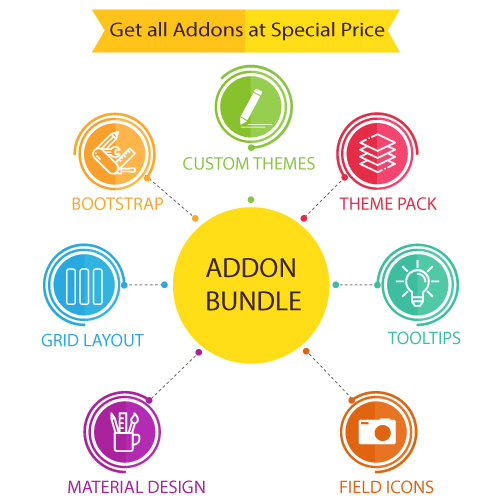 Get all Addons at Special Price
CUSTOM THEMES
BOOTSTRAP
THEME PACK
ADDON
BUNDLE
GRID LAYOUT
TOOLTIPS
MATERIAL DESIGN
FIELD ICONS